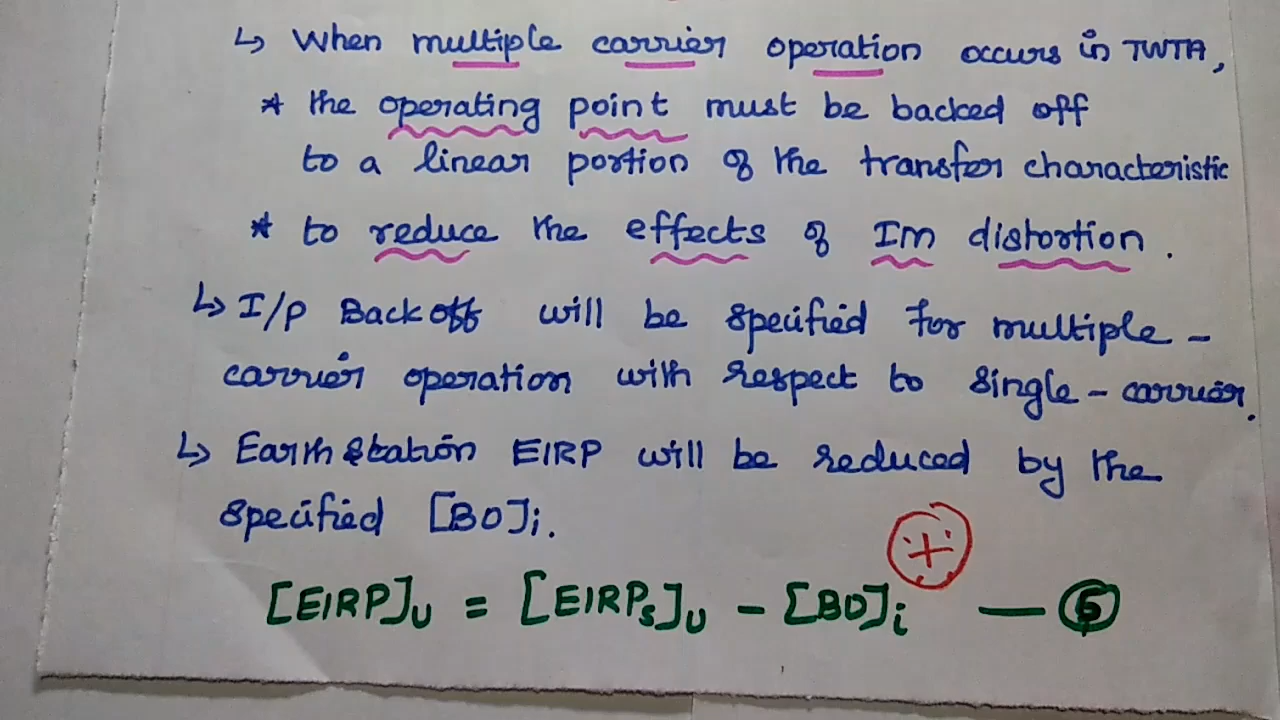 ↳ When multiple carrier operation occurs in TWTA,
* the operating point must be backed off
to a linear portion of the transfer characteristic
* to reduce the effects of IM distortion.
↳ I/P Back off will be specified for multiple-
carrier operation with respect to single-carrier.
↳ Earth station EIRP will be reduced by the
specified [BO]i.
+
[EIRP]U = [EIRPS]U - [BO]i — 5